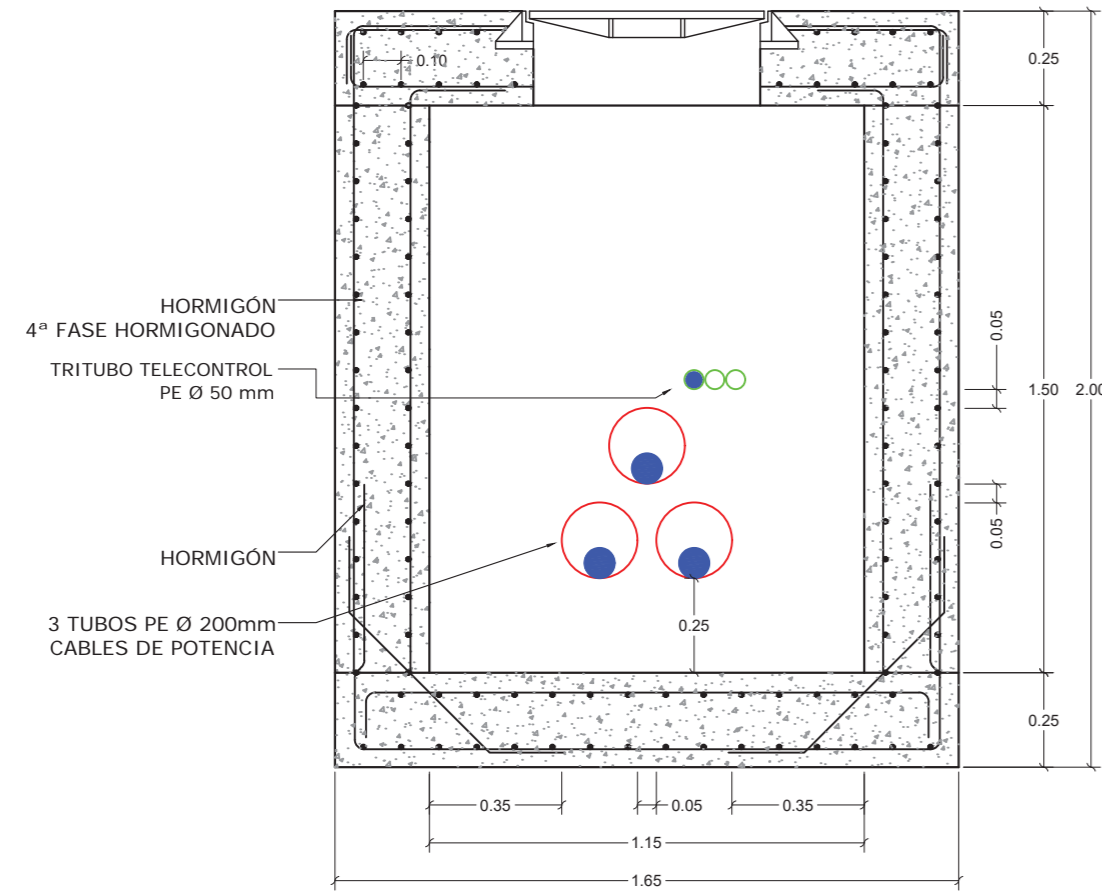 0.10
0.25
HORMIGÓN
4ª FASE HORMIGONADO
TRITUBO TELECONTROL
PE Ø 50 mm
0.05
1.50
2.00
HORMIGÓN
0.05
3 TUBOS PE Ø 200mm
CABLES DE POTENCIA
0.25
0.25
0.35
0.05
0.35
1.15
1.65